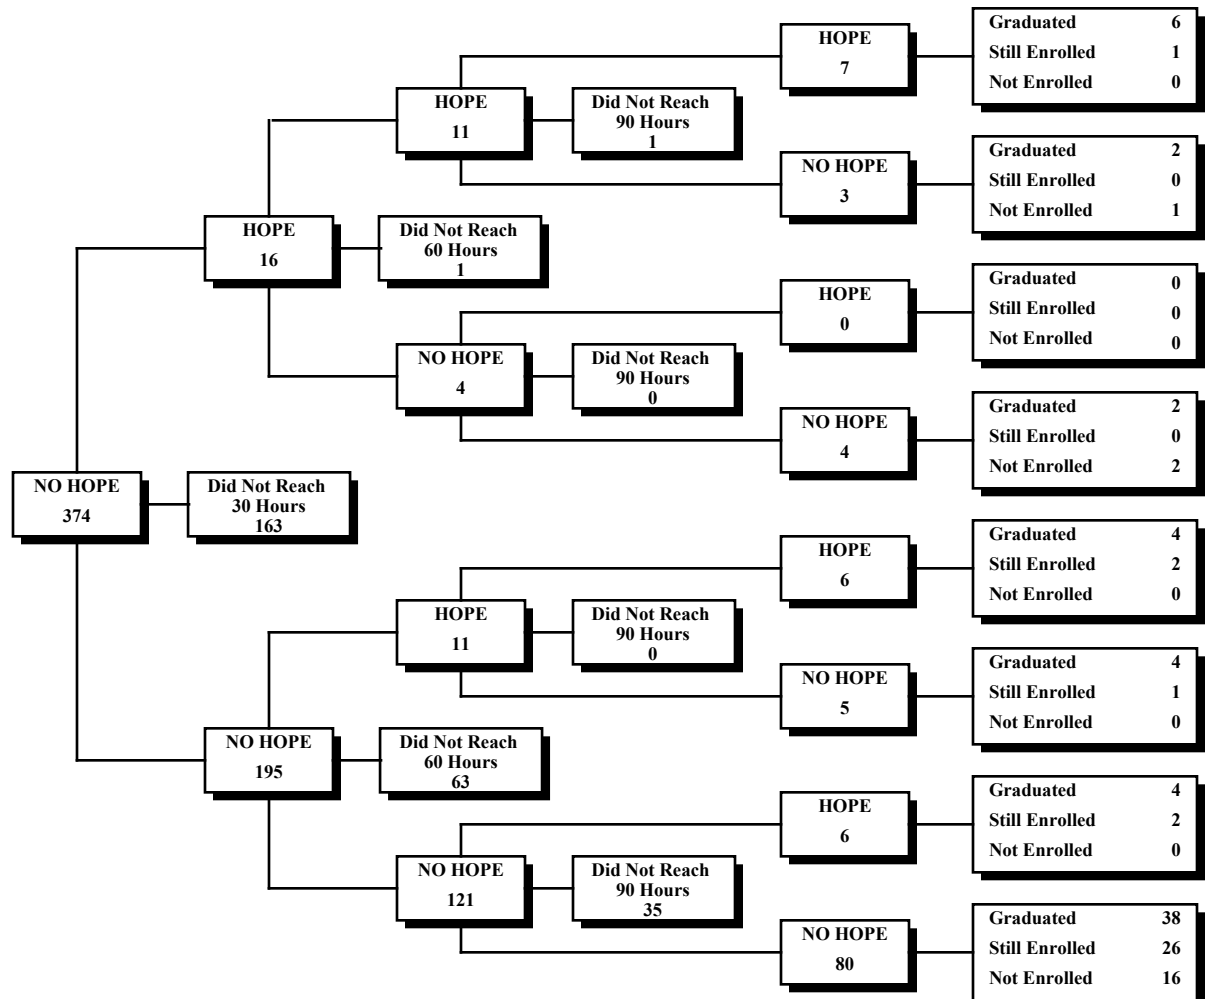 HOPE
7
Graduated 6
Still Enrolled 1
Not Enrolled 0
HOPE
11
Did Not Reach
90 Hours
1
NO HOPE
3
Graduated 2
Still Enrolled 0
Not Enrolled 1
HOPE
16
Did Not Reach
60 Hours
1
HOPE
0
Graduated 0
Still Enrolled 0
Not Enrolled 0
NO HOPE
4
Did Not Reach
90 Hours
0
NO HOPE
4
Graduated 2
Still Enrolled 0
Not Enrolled 2
NO HOPE
374
Did Not Reach
30 Hours
163
HOPE
6
Graduated 4
Still Enrolled 2
Not Enrolled 0
HOPE
11
Did Not Reach
90 Hours
0
NO HOPE
5
Graduated 4
Still Enrolled 1
Not Enrolled 0
NO HOPE
195
Did Not Reach
60 Hours
63
HOPE
6
Graduated 4
Still Enrolled 2
Not Enrolled 0
NO HOPE
121
Did Not Reach
90 Hours
35
NO HOPE
80
Graduated 38
Still Enrolled 26
Not Enrolled 16